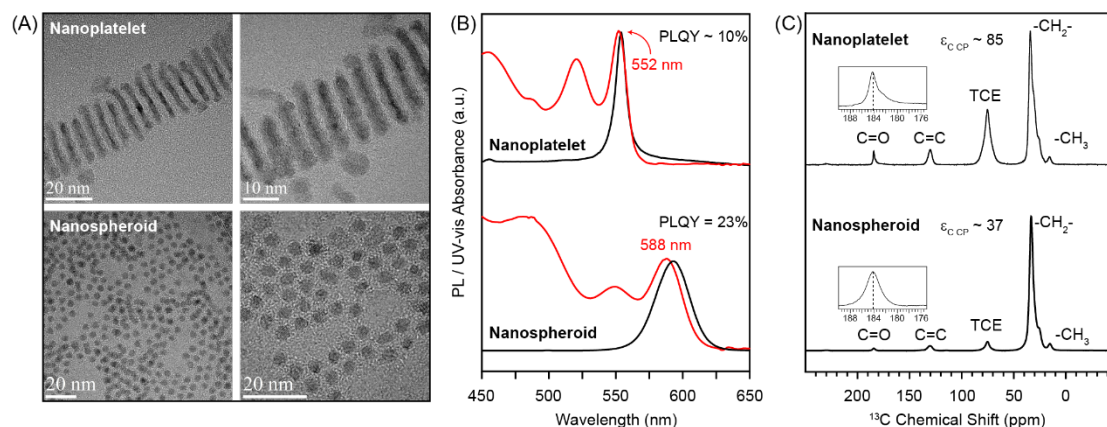 (A)
Nanoplatelet
20 nm
10 nm
Nanospheroid
20 nm
20 nm
(B)
PL / UV-vis Absorbance (a.u.)
PLQY ~ 10%
552 nm
Nanoplatelet
PLQY = 23%
588 nm
Nanospheroid
450 500 550 600 650
Wavelength (nm)
(C)
Nanoplatelet
ε_C CP ~ 85
-CH₂-
188 184 180 176
TCE
C=O
C=C
-CH₃
Nanospheroid
ε_C CP ~ 37
-CH₂-
188 184 180 176
C=O
C=C
TCE
-CH₃
200 150 100 50 0
¹³C Chemical Shift (ppm)